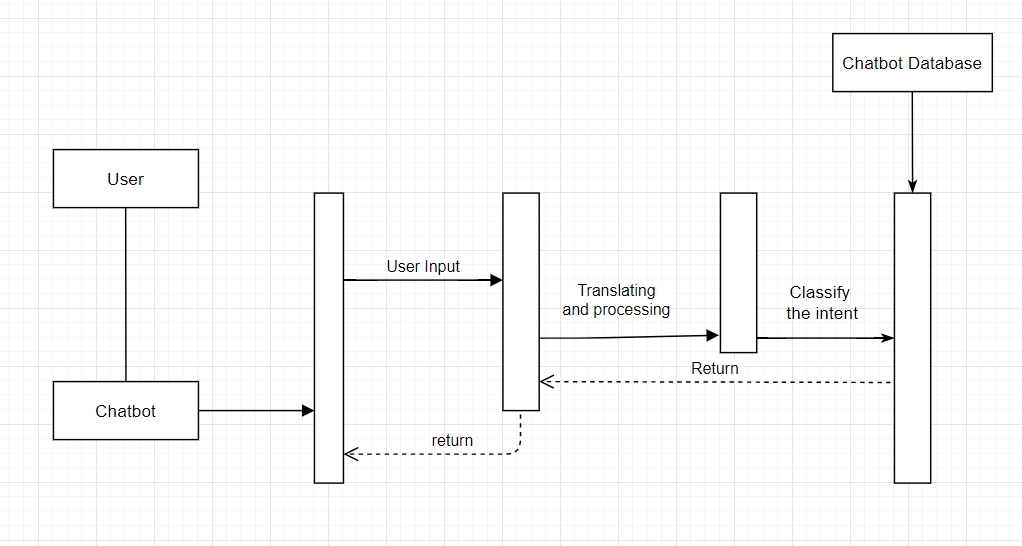 Chatbot Database
User
User Input
Translating
and processing
Classify
the intent
Return
Chatbot
return